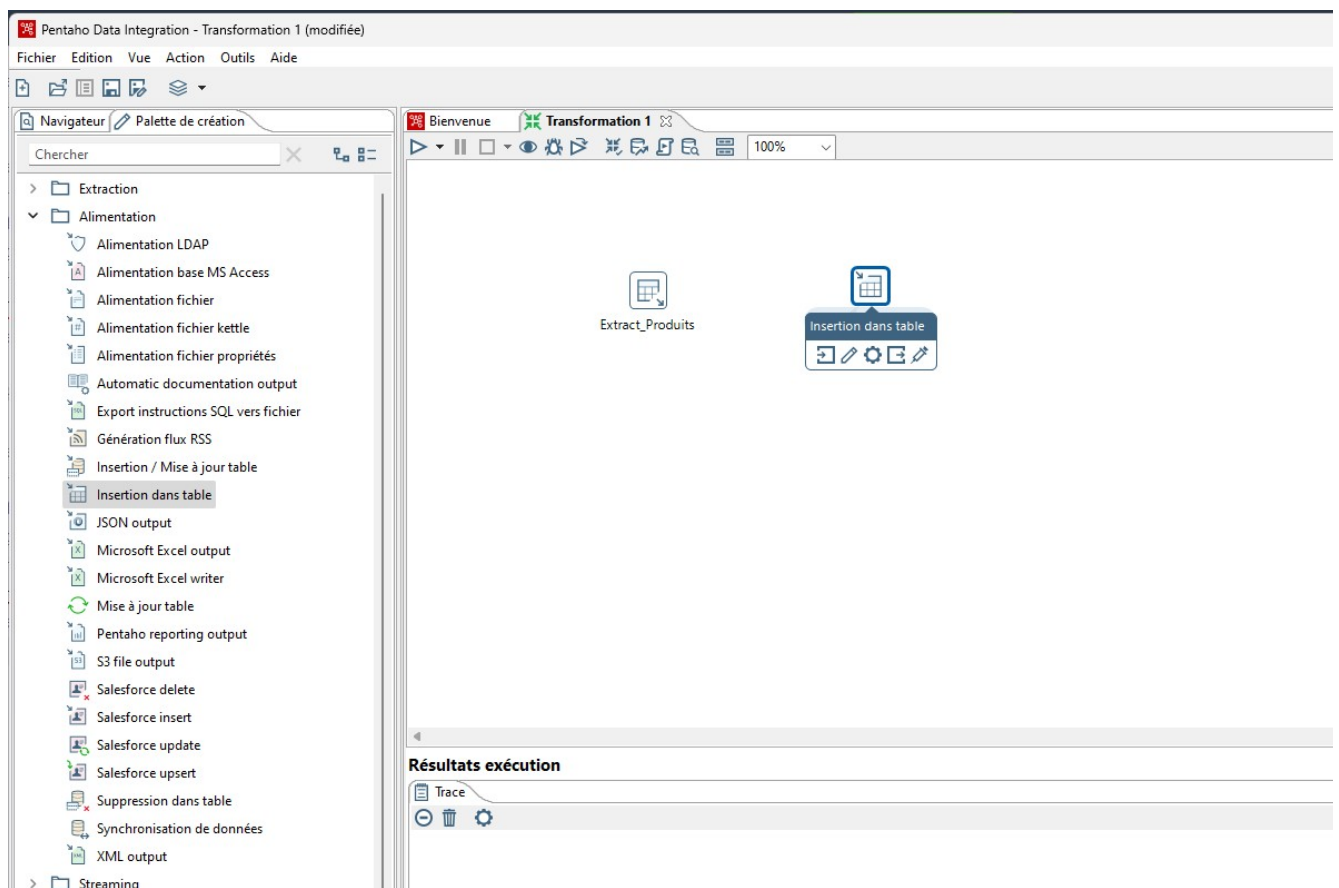 Pentaho Data Integration - Transformation 1 (modifiée)
Fichier Edition Vue Action Outils Aide
Navigateur Palette de création
Chercher
Extraction
Alimentation
Alimentation LDAP
Alimentation base MS Access
Alimentation fichier
Alimentation fichier kettle
Alimentation fichier propriétés
Automatic documentation output
Export instructions SQL vers fichier
Génération flux RSS
Insertion / Mise à jour table
Insertion dans table
JSON output
Microsoft Excel output
Microsoft Excel writer
Mise à jour table
Pentaho reporting output
S3 file output
Salesforce delete
Salesforce insert
Salesforce update
Salesforce upsert
Suppression dans table
Synchronisation de données
XML output
Streaming
Bienvenue Transformation 1
100%
Extract_Produits
Insertion dans table
Résultats exécution
Trace